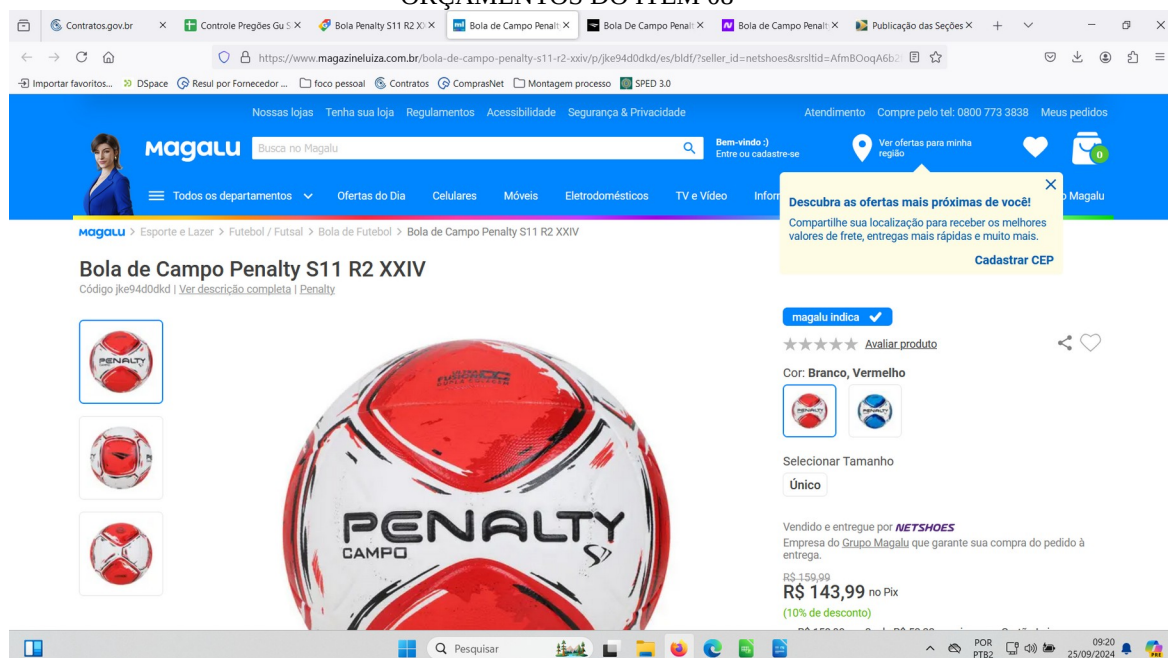 ORÇAMENTOS DO ITEM 08
Contratos.gov.br
Controle Pregões Gu S
Bola Penalty S11 R2 X
Bola de Campo Penalt
Bola De Campo Penalt
Bola de Campo Penalt
Publicação das Seções
https://www.magazineluiza.com.br/bola-de-campo-penalty-s11-r2-xxiv/p/jke94d0dkd/es/bldf/?seller_id=netshoes&srsltid=AfmBOoqA6b2
Importar favoritos... DSpace Resul por Fornecedor ... foco pessoal Contratos ComprasNet Montagem processo SPED 3.0
Nossas lojas Tenha sua loja Regulamentos Acessibilidade Segurança & Privacidade Atendimento Compre pelo tel: 0800 773 3838 Meus pedidos
Magalu
Busca no Magalu
Bem-vindo :)
Entre ou cadastre-se
Ver ofertas para minha
região
0
Todos os departamentos Ofertas do Dia Celulares Móveis Eletrodomésticos TV e Vídeo Infor
Magalu
Descubra as ofertas mais próximas de você!
Compartilhe sua localização para receber os melhores
valores de frete, entregas mais rápidas e muito mais.
Cadastrar CEP
Magalu > Esporte e Lazer > Futebol / Futsal > Bola de Futebol > Bola de Campo Penalty S11 R2 XXIV
Bola de Campo Penalty S11 R2 XXIV
Código jke94d0dkd | Ver descrição completa | Penalty
PENALTY
PENALTY
CAMPO
S11
magalu indica
Avaliar produto
Cor: Branco, Vermelho
PENALTY
PENALTY
Selecionar Tamanho
Único
Vendido e entregue por NETSHOES
Empresa do Grupo Magalu que garante sua compra do pedido à
entrega.
R$ 159,99
R$ 143,99 no Pix
(10% de desconto)
Pesquisar
POR
PTB2
09:20
25/09/2024
PRE